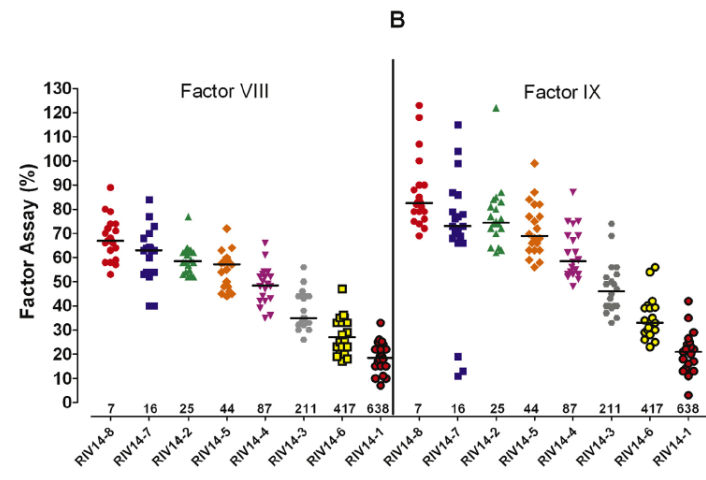 B
Factor VIII
Factor IX
Factor Assay (%)
130
120
110
100
90
80
70
60
50
40
30
20
10
0
7 16 25 44 87 211 417 638 7 16 25 44 87 211 417 638
RIV14-8 RIV14-7 RIV14-2 RIV14-5 RIV14-4 RIV14-3 RIV14-6 RIV14-1 RIV14-8 RIV14-7 RIV14-2 RIV14-5 RIV14-4 RIV14-3 RIV14-6 RIV14-1